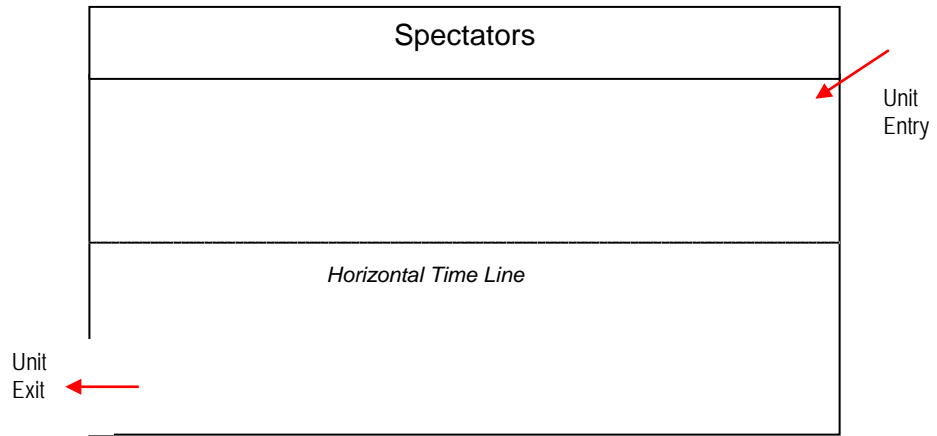 Spectators
Unit
Entry
Horizontal Time Line
Unit
Exit